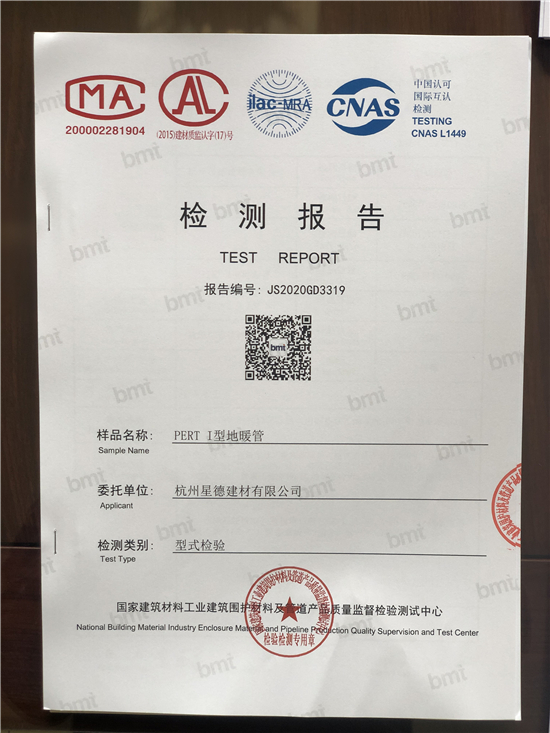 MA
AL
ilac-MRA
CNAS
中国认可
国际互认
检测
TESTING
CNAS L1449
200002281904
(2015)建材质监认字(17)号
检测报告
TEST REPORT
报告编号: JS2020GD3319
bmt
样品名称: PERT I型地暖管
Sample Name
委托单位: 杭州星德建材有限公司
Applicant
检测类别: 型式检验
Test Type
国家建筑材料工业建筑围护材料及管道产品质量监督检验测试中心
National Building Material Industry Enclosure Material and Pipeline Production Quality Supervision and Test Center
检验检测专用章